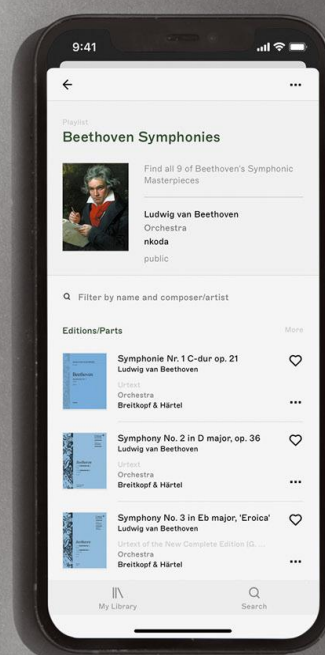 9:41
Playlist
Beethoven Symphonies
Find all 9 of Beethoven's Symphonic
Masterpieces
Ludwig van Beethoven
Orchestra
nkoda
public
Filter by name and composer/artist
Editions/Parts
More
Symphonie Nr. 1 C-dur op. 21
Ludwig van Beethoven
Urtext
Orchestra
Breitkopf & Härtel
Symphony No. 2 in D major, op. 36
Ludwig van Beethoven
Urtext
Orchestra
Breitkopf & Härtel
Symphony No. 3 in Eb major, 'Eroica'
Ludwig van Beethoven
Urtext of the New Complete Edition (G....
Orchestra
Breitkopf & Härtel
My Library
Search